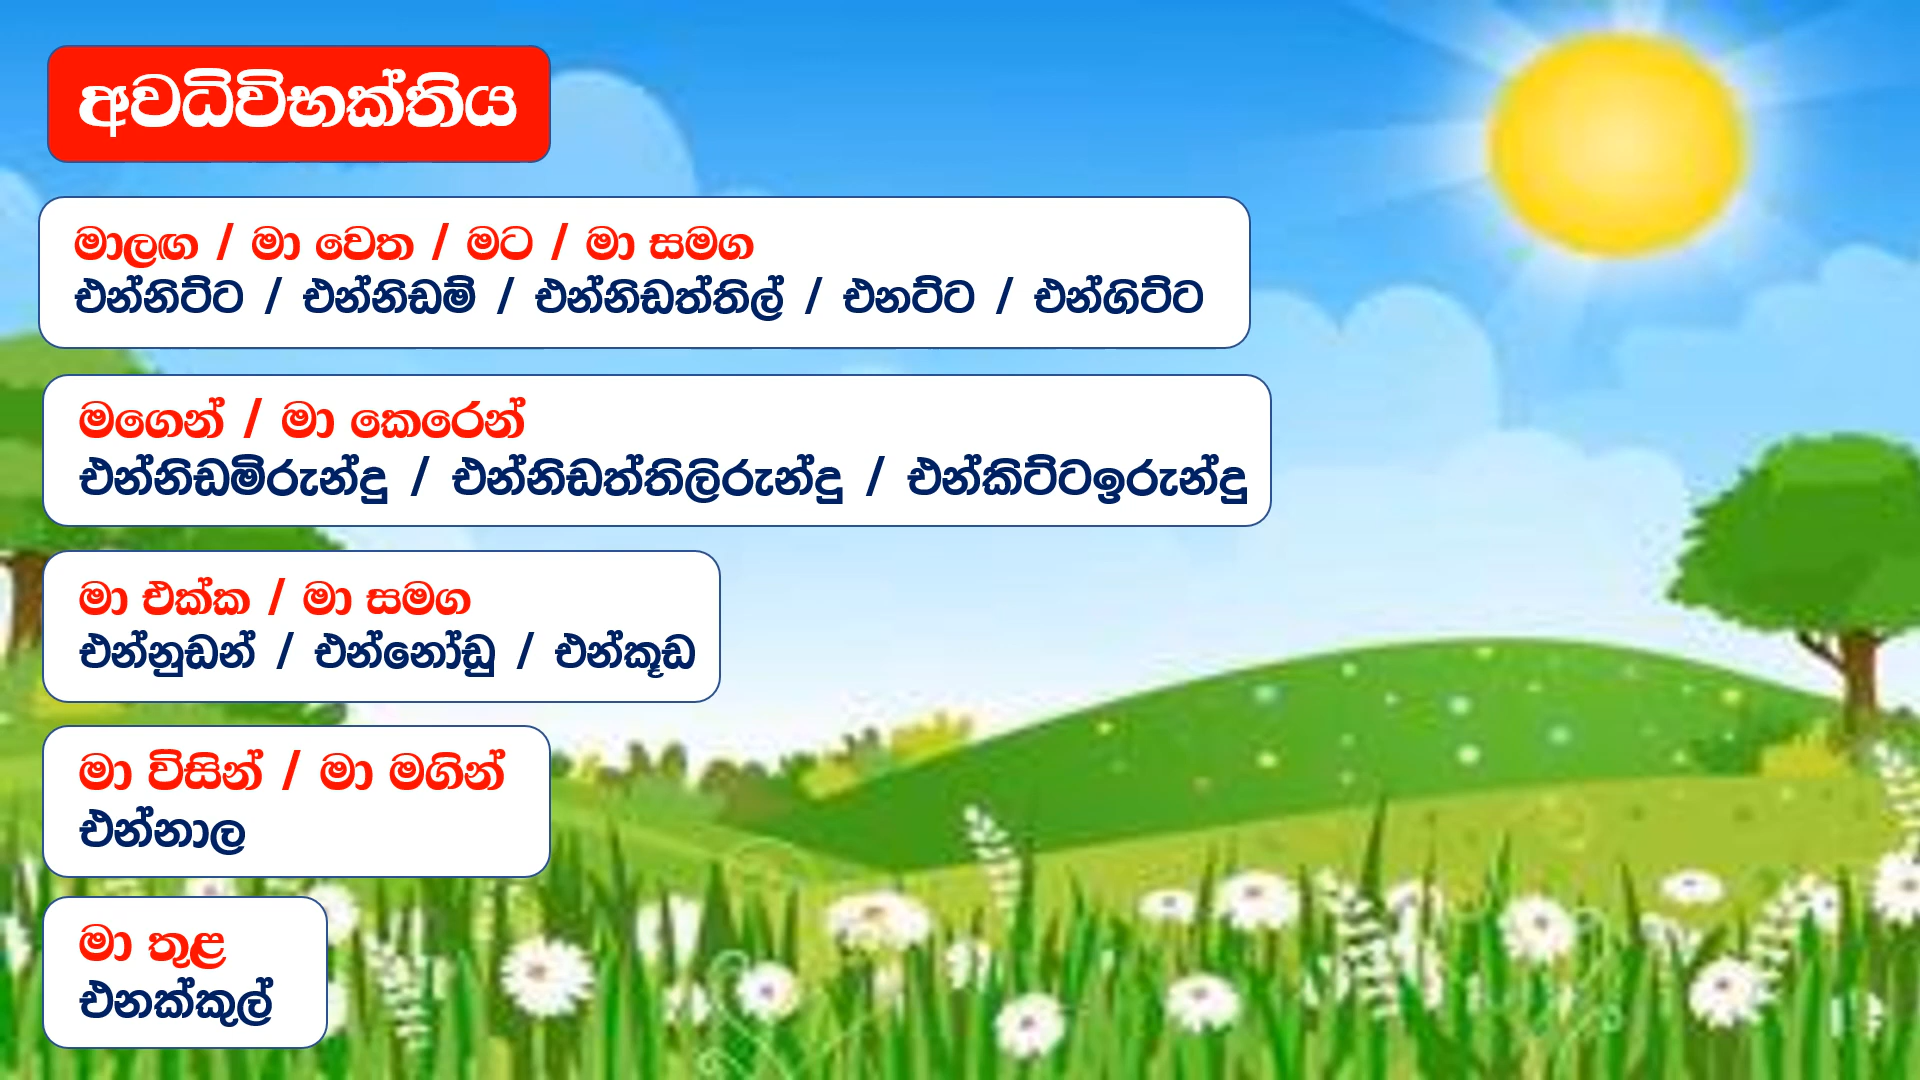 අවධිවිභක්තිය
මාලඟ / මා වෙත / මට / මා සමග
එන්නිට්ට / එන්නිඩම් / එන්නිඩත්තිල් / එනට්ට / එන්ගිට්ට
මගෙන් / මා කෙරෙන්
එන්නිඩමිරුන්දු / එන්නිඩත්තිලිරුන්දු / එන්කිට්ටඉරුන්දු
මා එක්ක / මා සමග
එන්නුඩන් / එන්නෝඩු / එන්කූඩ
මා විසින් / මා මගින්
එන්නාල
මා තුළ
එනක්කුල්